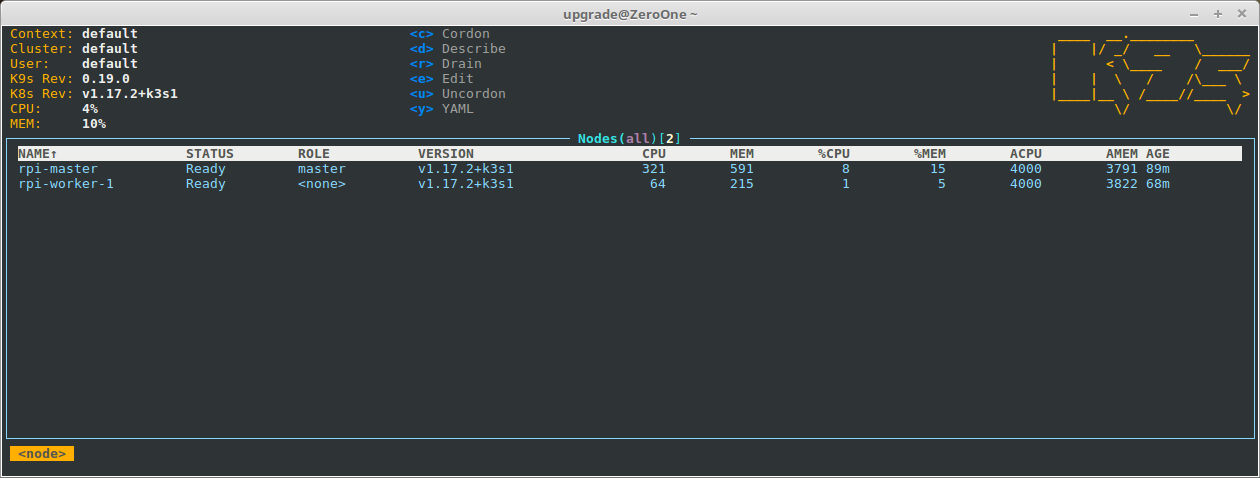 upgrade@ZeroOne ~
Context: default
Cluster: default
User: default
K9s Rev: 0.19.0
K8s Rev: v1.17.2+k3s1
CPU: 4%
MEM: 10%
<c> Cordon
<d> Describe
<r> Drain
<e> Edit
<u> Uncordon
<y> YAML
Nodes(all)[2]
NAME↑ STATUS ROLE VERSION CPU MEM %CPU %MEM ACPU AMEM AGE
rpi-master Ready master v1.17.2+k3s1 321 591 8 15 4000 3791 89m
rpi-worker-1 Ready <none> v1.17.2+k3s1 64 215 1 5 4000 3822 68m
<node>